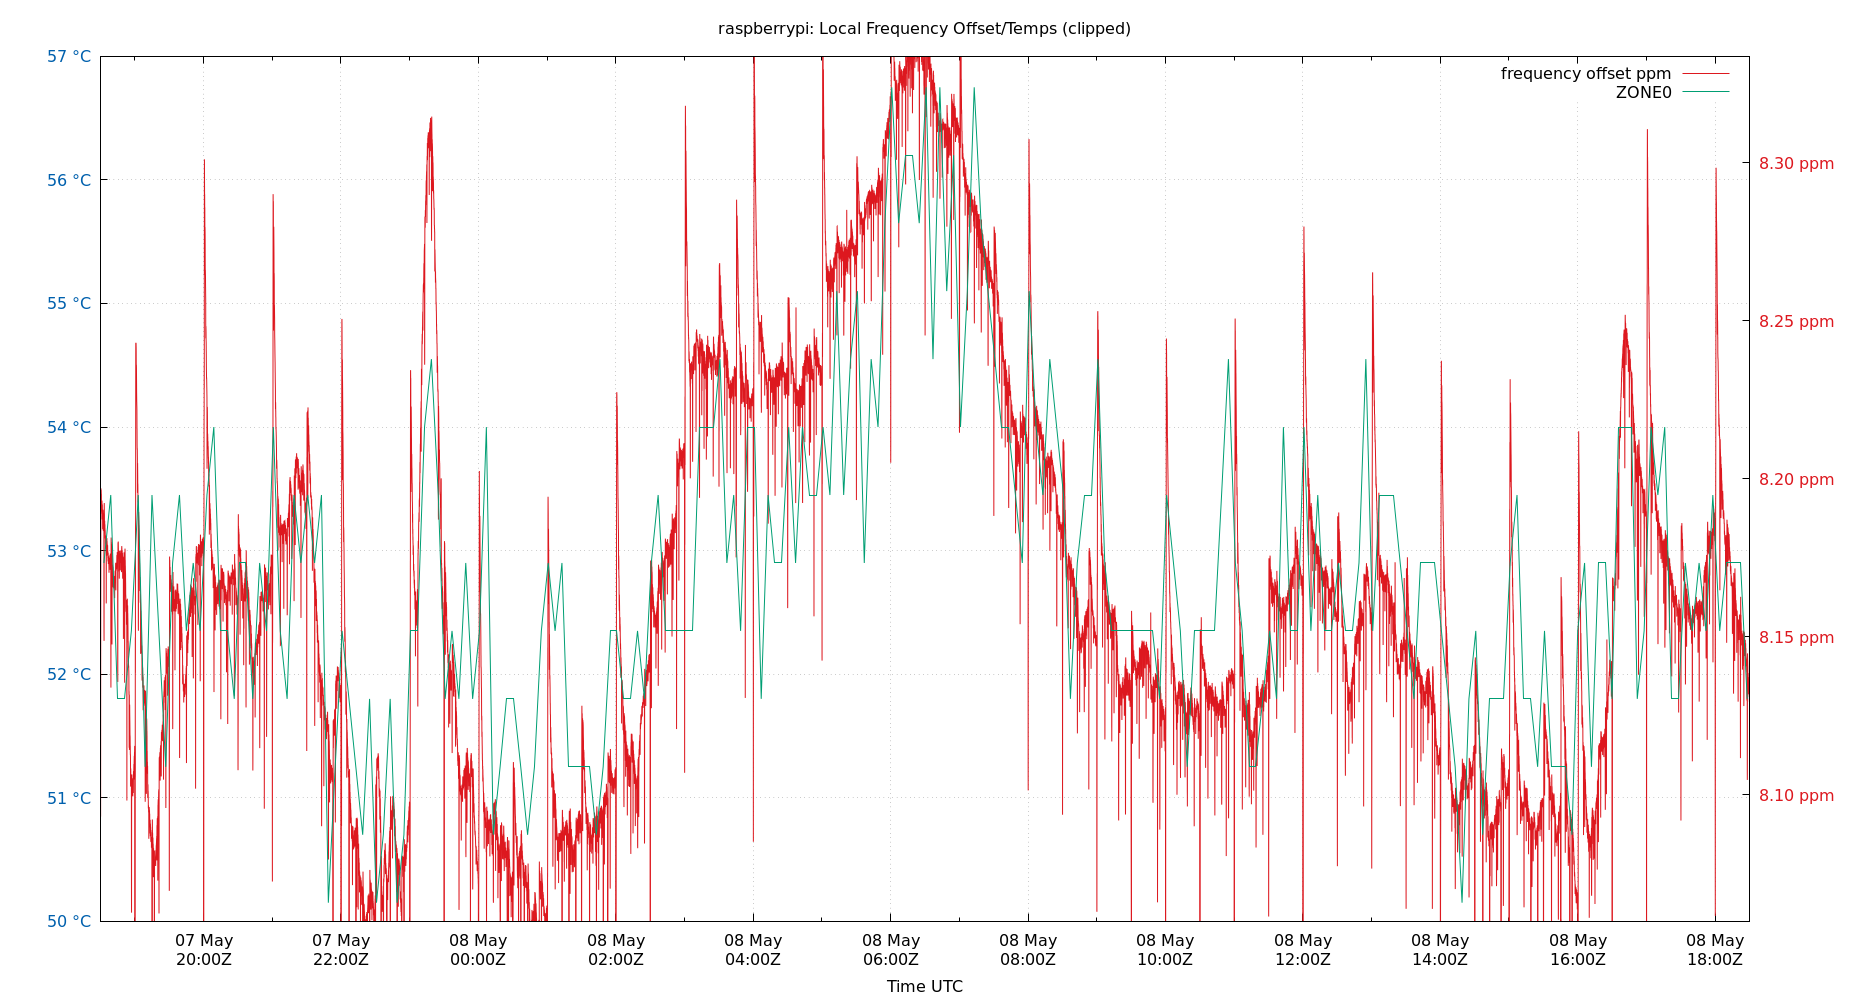 raspberrypi: Local Frequency Offset/Temps (clipped)
frequency offset ppm
ZONE0
57 °C
56 °C
55 °C
54 °C
53 °C
52 °C
51 °C
50 °C
8.30 ppm
8.25 ppm
8.20 ppm
8.15 ppm
8.10 ppm
07 May 07 May 08 May 08 May 08 May 08 May 08 May 08 May 08 May 08 May 08 May 08 May
20:00Z 22:00Z 00:00Z 02:00Z 04:00Z 06:00Z 08:00Z 10:00Z 12:00Z 14:00Z 16:00Z 18:00Z
Time UTC